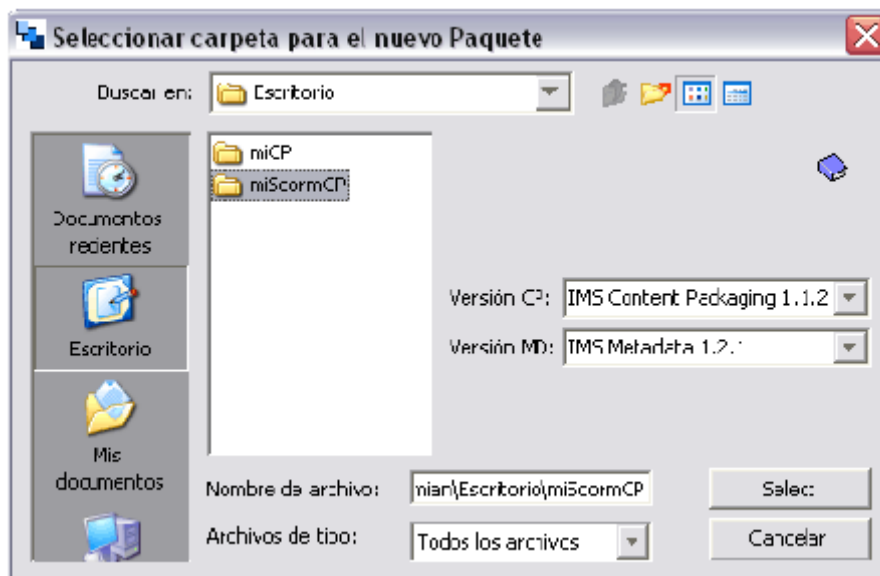 Seleccionar carpeta para el nuevo Paquete
Buscar en:
Escritorio
miCP
miScormCP
Documentos
recientes
Escritorio
Mis
documentos
Versión CP:
IMS Content Packaging 1.1.2
Versión MD:
IMS Metadata 1.2.1
Nombre de archivo:
mian\Escritorio\miScormCP
Select
Archivos de tipo:
Todos los archivos
Cancelar